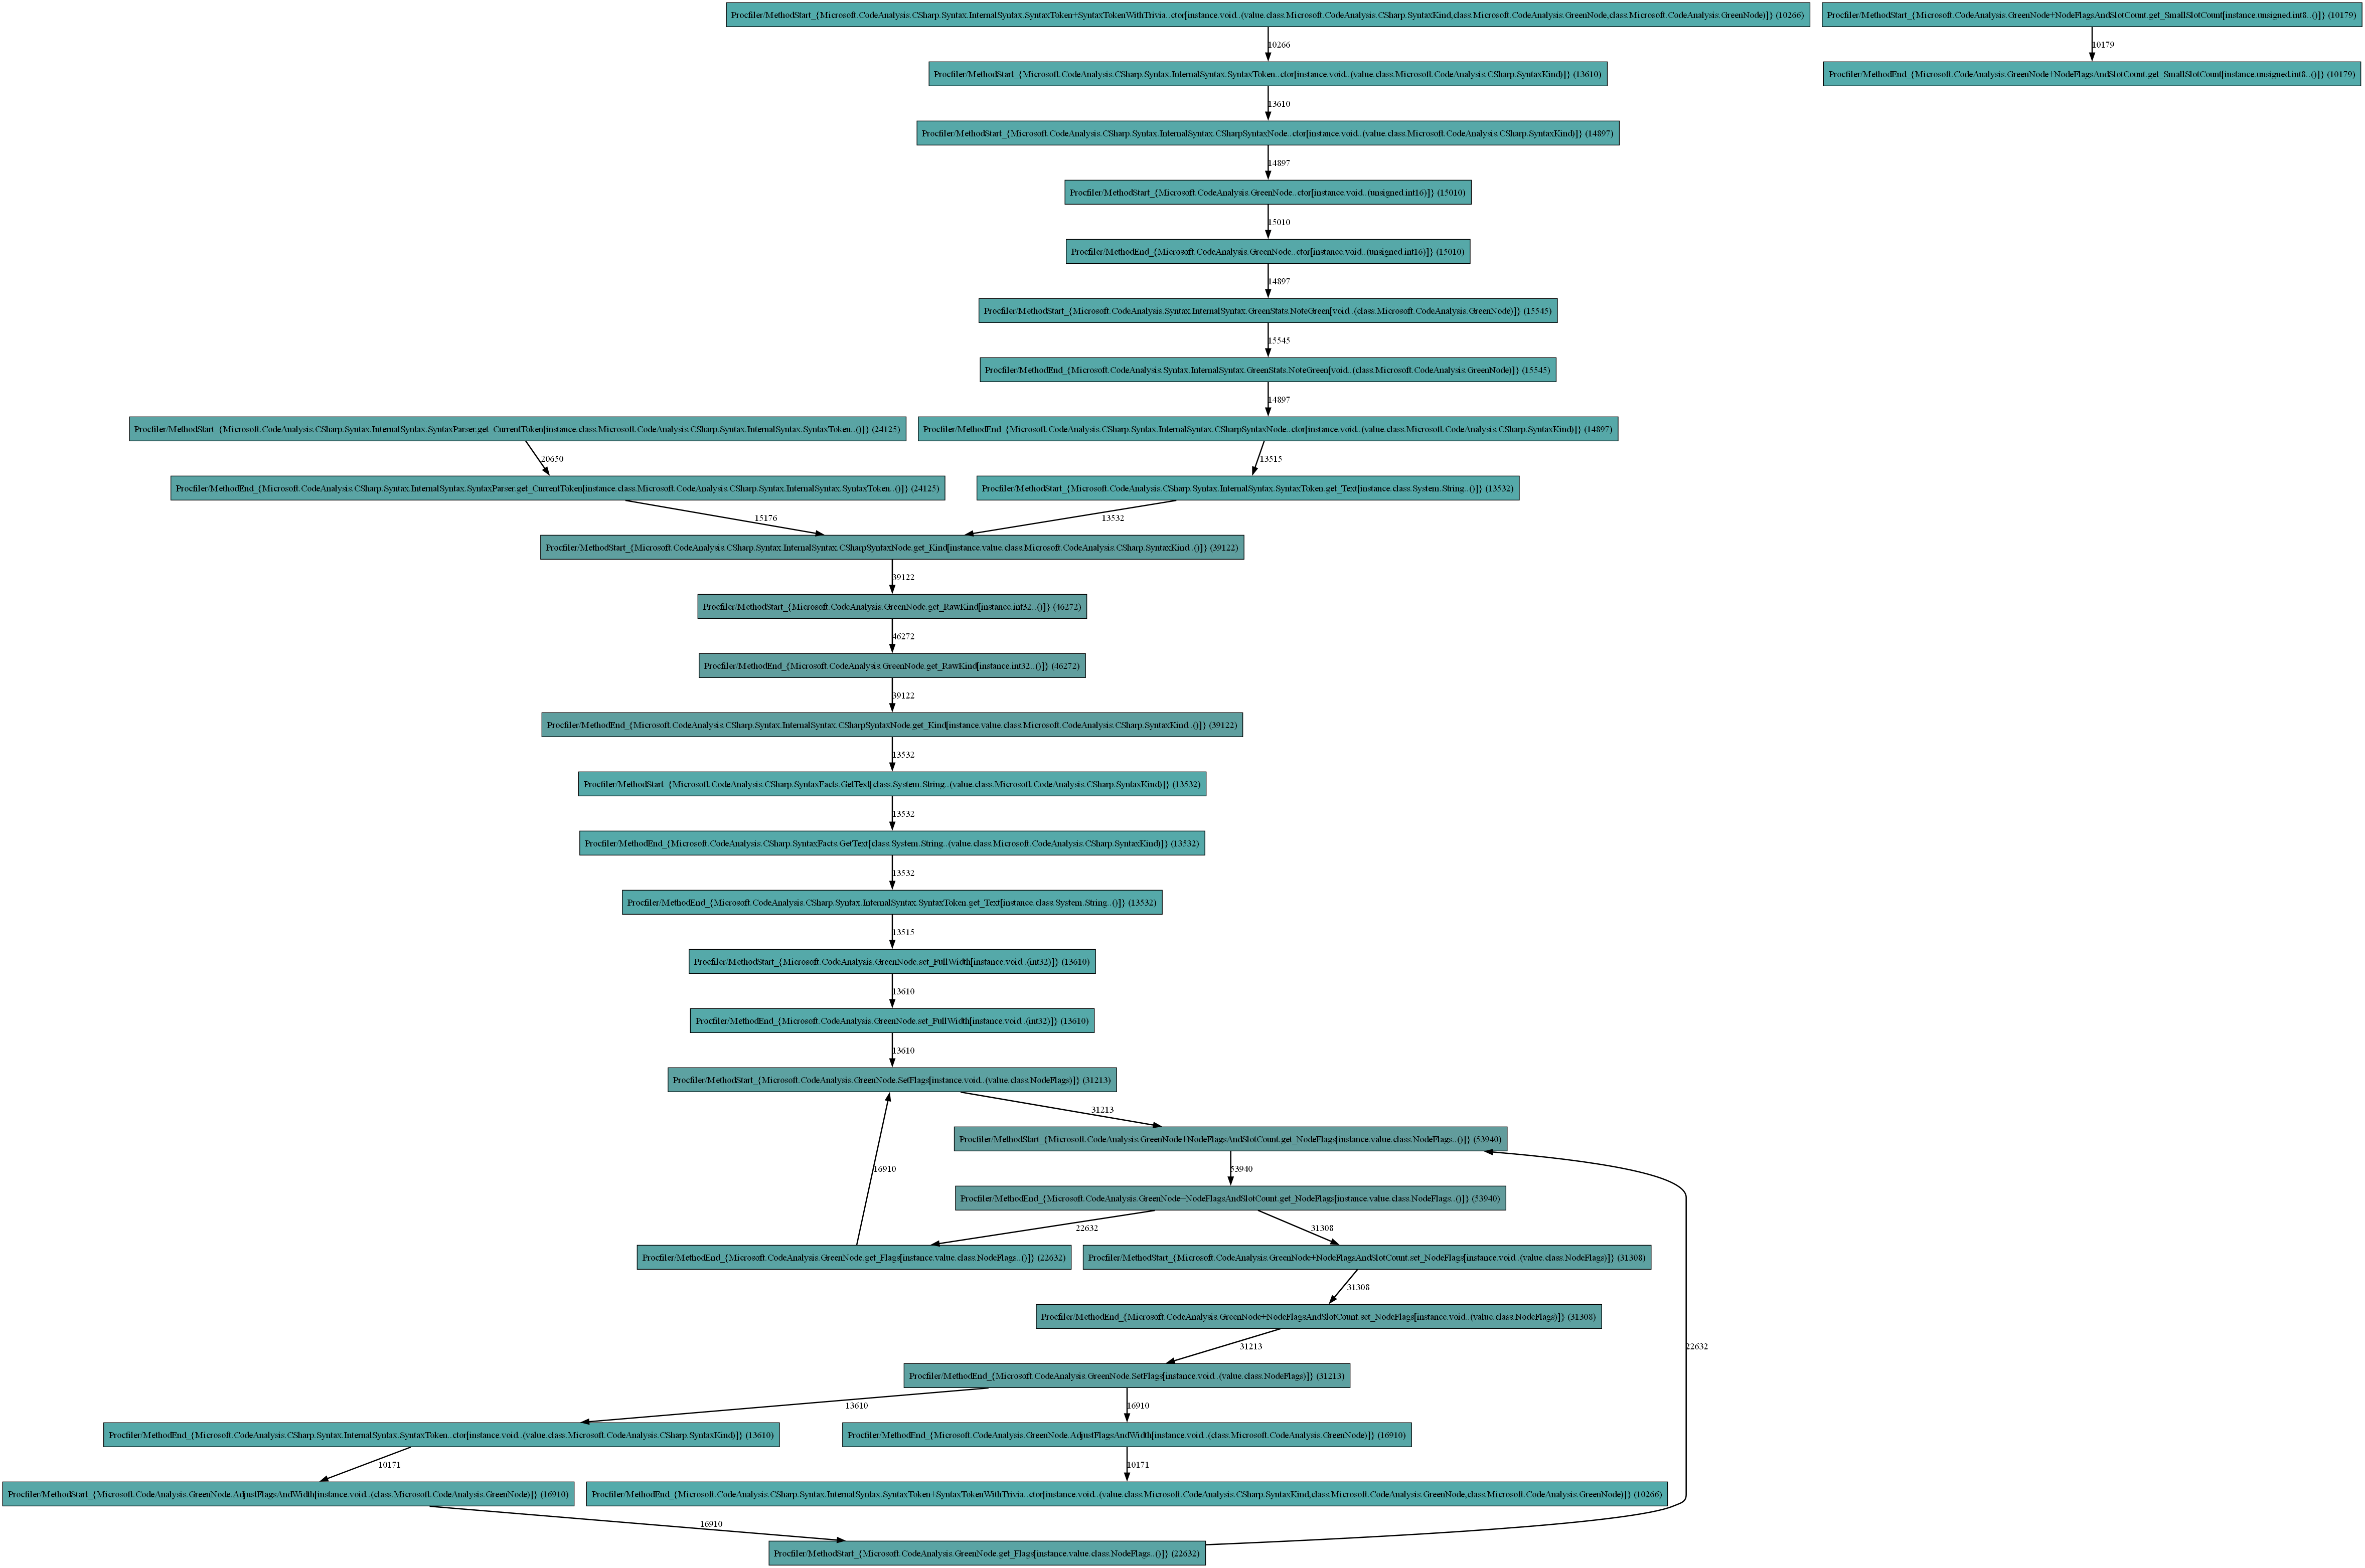 Procfiler/MethodStart_{Microsoft.CodeAnalysis.CSharp.Syntax.InternalSyntax.SyntaxToken+SyntaxTokenWithTrivia..ctor[instance.void..(value.class.Microsoft.CodeAnalysis.CSharp.SyntaxKind,class.Microsoft.CodeAnalysis.GreenNode,class.Microsoft.CodeAnalysis.GreenNode)]} (10266)
Procfiler/MethodStart_{Microsoft.CodeAnalysis.GreenNode+NodeFlagsAndSlotCount.get_SmallSlotCount[instance.unsigned.int8..()]} (10179)
10266
10179
Procfiler/MethodStart_{Microsoft.CodeAnalysis.CSharp.Syntax.InternalSyntax.SyntaxToken..ctor[instance.void..(value.class.Microsoft.CodeAnalysis.CSharp.SyntaxKind)]} (13610)
Procfiler/MethodEnd_{Microsoft.CodeAnalysis.GreenNode+NodeFlagsAndSlotCount.get_SmallSlotCount[instance.unsigned.int8..()]} (10179)
13610
Procfiler/MethodStart_{Microsoft.CodeAnalysis.CSharp.Syntax.InternalSyntax.CSharpSyntaxNode..ctor[instance.void..(value.class.Microsoft.CodeAnalysis.CSharp.SyntaxKind)]} (14897)
14897
Procfiler/MethodStart_{Microsoft.CodeAnalysis.GreenNode..ctor[instance.void..(unsigned.int16)]} (15010)
15010
Procfiler/MethodEnd_{Microsoft.CodeAnalysis.GreenNode..ctor[instance.void..(unsigned.int16)]} (15010)
14897
Procfiler/MethodStart_{Microsoft.CodeAnalysis.Syntax.InternalSyntax.GreenStats.NoteGreen[void..(class.Microsoft.CodeAnalysis.GreenNode)]} (15545)
15545
Procfiler/MethodEnd_{Microsoft.CodeAnalysis.Syntax.InternalSyntax.GreenStats.NoteGreen[void..(class.Microsoft.CodeAnalysis.GreenNode)]} (15545)
14897
Procfiler/MethodStart_{Microsoft.CodeAnalysis.CSharp.Syntax.InternalSyntax.SyntaxParser.get_CurrentToken[instance.class.Microsoft.CodeAnalysis.CSharp.Syntax.InternalSyntax.SyntaxToken..()]} (24125)
Procfiler/MethodEnd_{Microsoft.CodeAnalysis.CSharp.Syntax.InternalSyntax.CSharpSyntaxNode..ctor[instance.void..(value.class.Microsoft.CodeAnalysis.CSharp.SyntaxKind)]} (14897)
20650
13515
Procfiler/MethodEnd_{Microsoft.CodeAnalysis.CSharp.Syntax.InternalSyntax.SyntaxParser.get_CurrentToken[instance.class.Microsoft.CodeAnalysis.CSharp.Syntax.InternalSyntax.SyntaxToken..()]} (24125)
Procfiler/MethodStart_{Microsoft.CodeAnalysis.CSharp.Syntax.InternalSyntax.SyntaxToken.get_Text[instance.class.System.String..()]} (13532)
15176
13532
Procfiler/MethodStart_{Microsoft.CodeAnalysis.CSharp.Syntax.InternalSyntax.CSharpSyntaxNode.get_Kind[instance.value.class.Microsoft.CodeAnalysis.CSharp.SyntaxKind..()]} (39122)
39122
Procfiler/MethodStart_{Microsoft.CodeAnalysis.GreenNode.get_RawKind[instance.int32..()]} (46272)
46272
Procfiler/MethodEnd_{Microsoft.CodeAnalysis.GreenNode.get_RawKind[instance.int32..()]} (46272)
39122
Procfiler/MethodEnd_{Microsoft.CodeAnalysis.CSharp.Syntax.InternalSyntax.CSharpSyntaxNode.get_Kind[instance.value.class.Microsoft.CodeAnalysis.CSharp.SyntaxKind..()]} (39122)
13532
Procfiler/MethodStart_{Microsoft.CodeAnalysis.CSharp.SyntaxFacts.GetText[class.System.String..(value.class.Microsoft.CodeAnalysis.CSharp.SyntaxKind)]} (13532)
13532
Procfiler/MethodEnd_{Microsoft.CodeAnalysis.CSharp.SyntaxFacts.GetText[class.System.String..(value.class.Microsoft.CodeAnalysis.CSharp.SyntaxKind)]} (13532)
13532
Procfiler/MethodEnd_{Microsoft.CodeAnalysis.CSharp.Syntax.InternalSyntax.SyntaxToken.get_Text[instance.class.System.String..()]} (13532)
13515
Procfiler/MethodStart_{Microsoft.CodeAnalysis.GreenNode.set_FullWidth[instance.void..(int32)]} (13610)
13610
Procfiler/MethodEnd_{Microsoft.CodeAnalysis.GreenNode.set_FullWidth[instance.void..(int32)]} (13610)
13610
Procfiler/MethodStart_{Microsoft.CodeAnalysis.GreenNode.SetFlags[instance.void..(value.class.NodeFlags)]} (31213)
31213
Procfiler/MethodStart_{Microsoft.CodeAnalysis.GreenNode+NodeFlagsAndSlotCount.get_NodeFlags[instance.value.class.NodeFlags..()]} (53940)
16910
53940
Procfiler/MethodEnd_{Microsoft.CodeAnalysis.GreenNode+NodeFlagsAndSlotCount.get_NodeFlags[instance.value.class.NodeFlags..()]} (53940)
22632
31308
Procfiler/MethodEnd_{Microsoft.CodeAnalysis.GreenNode.get_Flags[instance.value.class.NodeFlags..()]} (22632)
Procfiler/MethodStart_{Microsoft.CodeAnalysis.GreenNode+NodeFlagsAndSlotCount.set_NodeFlags[instance.void..(value.class.NodeFlags)]} (31308)
31308
Procfiler/MethodEnd_{Microsoft.CodeAnalysis.GreenNode+NodeFlagsAndSlotCount.set_NodeFlags[instance.void..(value.class.NodeFlags)]} (31308)
31213
22632
Procfiler/MethodEnd_{Microsoft.CodeAnalysis.GreenNode.SetFlags[instance.void..(value.class.NodeFlags)]} (31213)
13610
16910
Procfiler/MethodEnd_{Microsoft.CodeAnalysis.CSharp.Syntax.InternalSyntax.SyntaxToken..ctor[instance.void..(value.class.Microsoft.CodeAnalysis.CSharp.SyntaxKind)]} (13610)
Procfiler/MethodEnd_{Microsoft.CodeAnalysis.GreenNode.AdjustFlagsAndWidth[instance.void..(class.Microsoft.CodeAnalysis.GreenNode)]} (16910)
10171
10171
Procfiler/MethodStart_{Microsoft.CodeAnalysis.GreenNode.AdjustFlagsAndWidth[instance.void..(class.Microsoft.CodeAnalysis.GreenNode)]} (16910)
Procfiler/MethodEnd_{Microsoft.CodeAnalysis.CSharp.Syntax.InternalSyntax.SyntaxToken+SyntaxTokenWithTrivia..ctor[instance.void..(value.class.Microsoft.CodeAnalysis.CSharp.SyntaxKind,class.Microsoft.CodeAnalysis.GreenNode,class.Microsoft.CodeAnalysis.GreenNode)]} (10266)
16910
Procfiler/MethodStart_{Microsoft.CodeAnalysis.GreenNode.get_Flags[instance.value.class.NodeFlags..()]} (22632)